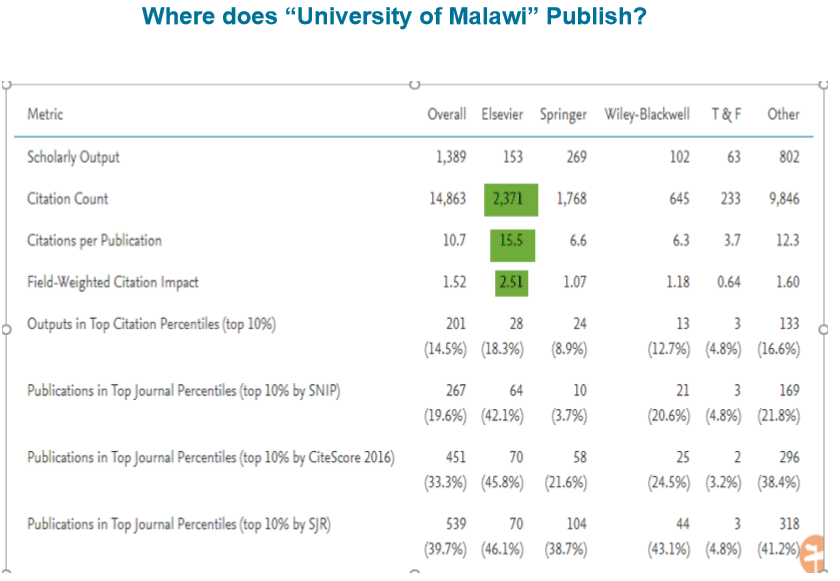 Where does “University of Malawi” Publish?
Metric Overall Elsevier Springer Wiley-Blackwell T & F Other
Scholarly Output 1,389 153 269 102 63 802
Citation Count 14,863 2,371 1,768 645 233 9,846
Citations per Publication 10.7 15.5 6.6 6.3 3.7 12.3
Field-Weighted Citation Impact 1.52 2.51 1.07 1.18 0.64 1.60
Outputs in Top Citation Percentiles (top 10%) 201 28 24 13 3 133
(14.5%) (18.3%) (8.9%) (12.7%) (4.8%) (16.6%)
Publications in Top Journal Percentiles (top 10% by SNIP) 267 64 10 21 3 169
(19.6%) (42.1%) (3.7%) (20.6%) (4.8%) (21.8%)
Publications in Top Journal Percentiles (top 10% by CiteScore 2016) 451 70 58 25 2 296
(33.3%) (45.8%) (21.6%) (24.5%) (3.2%) (38.4%)
Publications in Top Journal Percentiles (top 10% by SJR) 539 70 104 44 3 318
(39.7%) (46.1%) (38.7%) (43.1%) (4.8%) (41.2%)